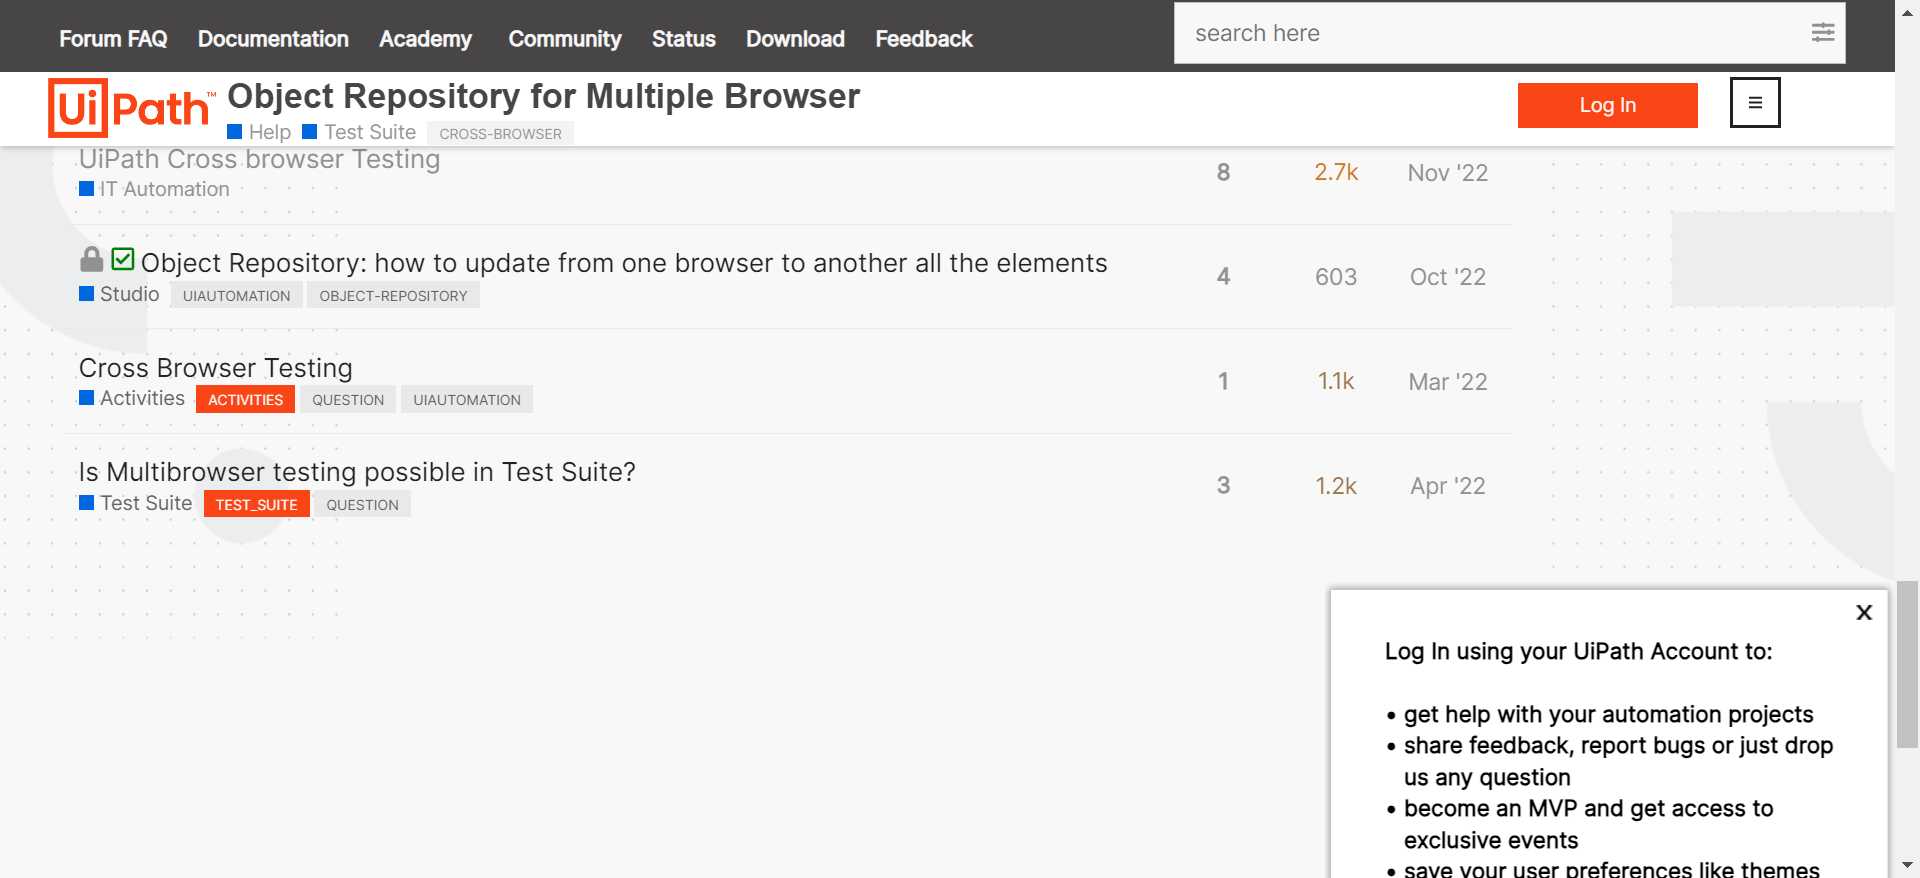 Forum FAQ Documentation Academy Community Status Download Feedback
search here
UiPath™ Object Repository for Multiple Browser
Help Test Suite CROSS-BROWSER
Log In
UiPath Cross browser Testing 8 2.7k Nov '22
IT Automation
Object Repository: how to update from one browser to another all the elements 4 603 Oct '22
Studio UIAUTOMATION OBJECT-REPOSITORY
Cross Browser Testing 1 1.1k Mar '22
Activities ACTIVITIES QUESTION UIAUTOMATION
Is Multibrowser testing possible in Test Suite? 3 1.2k Apr '22
Test Suite TEST_SUITE QUESTION
X
Log In using your UiPath Account to:
• get help with your automation projects
• share feedback, report bugs or just drop
us any question
• become an MVP and get access to
exclusive events
• save your user preferences like themes